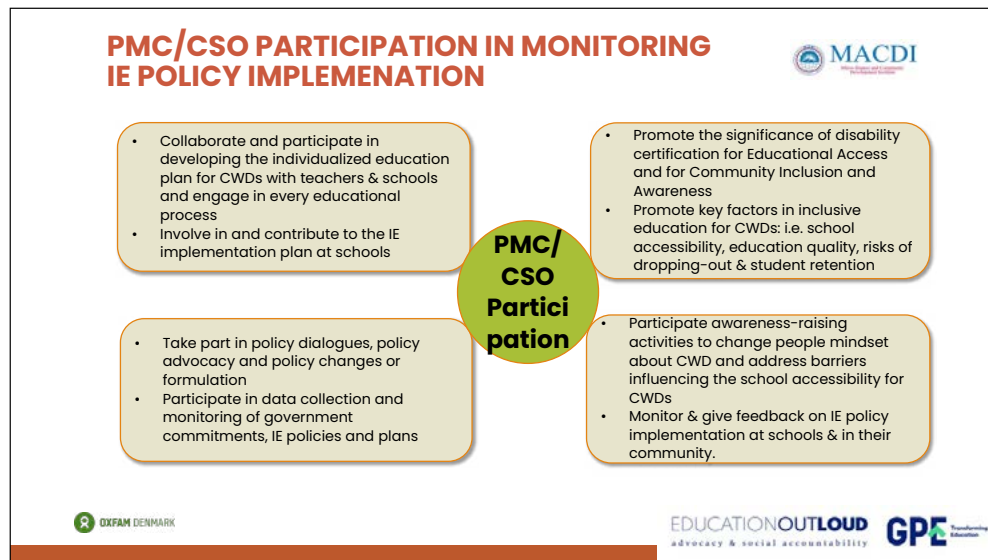 PMC/CSO PARTICIPATION IN MONITORING
IE POLICY IMPLEMENATION
MACDI
• Collaborate and participate in
developing the individualized education
plan for CWDs with teachers & schools
and engage in every educational
process
• Involve in and contribute to the IE
implementation plan at schools
• Promote the significance of disability
certification for Educational Access
and for Community Inclusion and
Awareness
• Promote key factors in inclusive
education for CWDs: i.e. school
accessibility, education quality, risks of
dropping-out & student retention
PMC/
CSO
Partici
pation
• Take part in policy dialogues, policy
advocacy and policy changes or
formulation
• Participate in data collection and
monitoring of government
commitments, IE policies and plans
• Participate awareness-raising
activities to change people mindset
about CWD and address barriers
influencing the school accessibility for
CWDs
• Monitor & give feedback on IE policy
implementation at schools & in their
community.
OXFAM DENMARK
EDUCATIONOUTLOUD
advocacy & social accountability
GPE
Transforming
Education